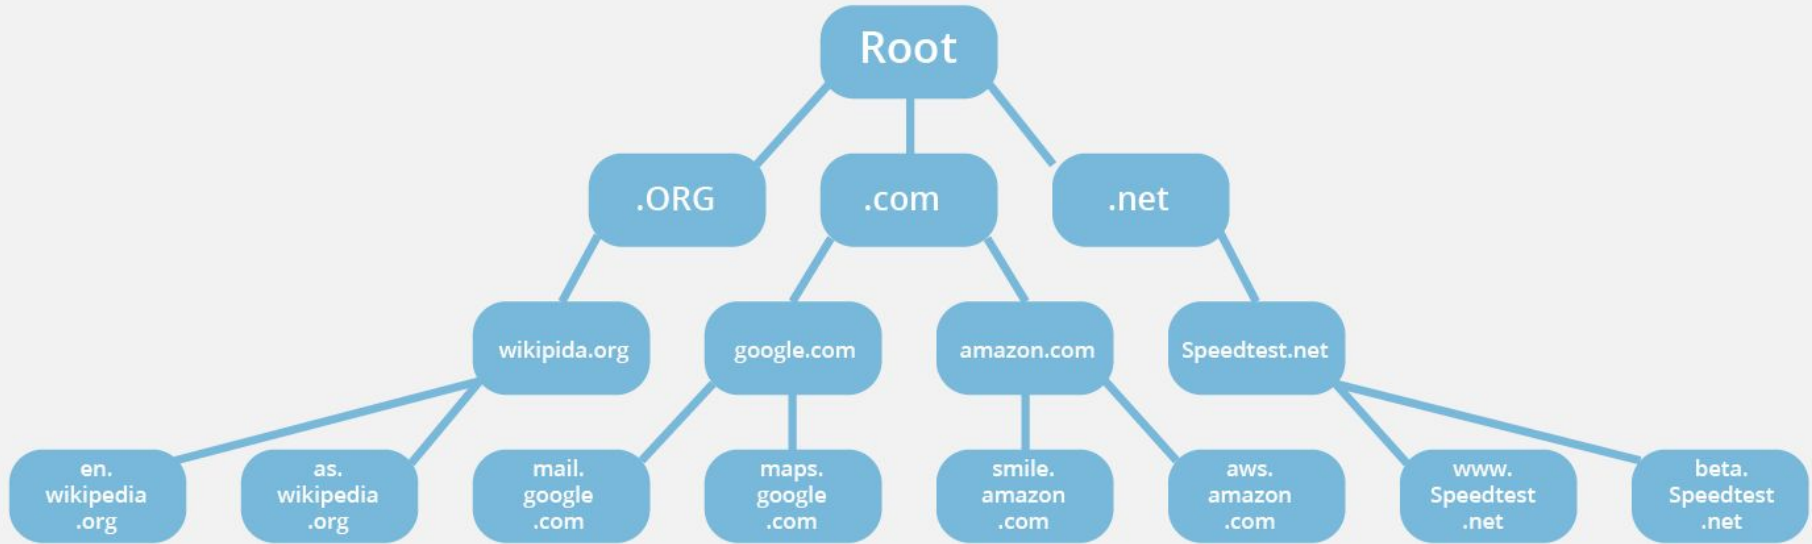 Root
.ORG
.com
.net
wikipida.org
google.com
amazon.com
Speedtest.net
en.
wikipedia
.org
as.
wikipedia
.org
mail.
google
.com
maps.
google
.com
smile.
amazon
.com
aws.
amazon
.com
www.
Speedtest
.net
beta.
Speedtest
.net